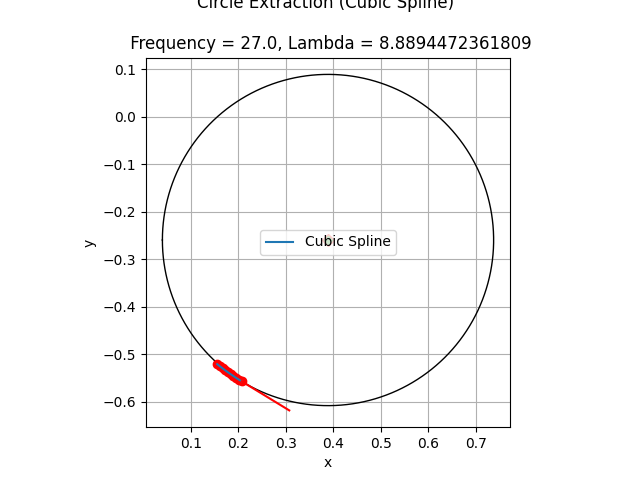 Circle Extraction (Cubic Spline)
Frequency = 27.0, Lambda = 8.8894472361809
0.1
0.0
−0.1
−0.2
−0.3
−0.4
−0.5
−0.6
y
Cubic Spline
0.1 0.2 0.3 0.4 0.5 0.6 0.7
x